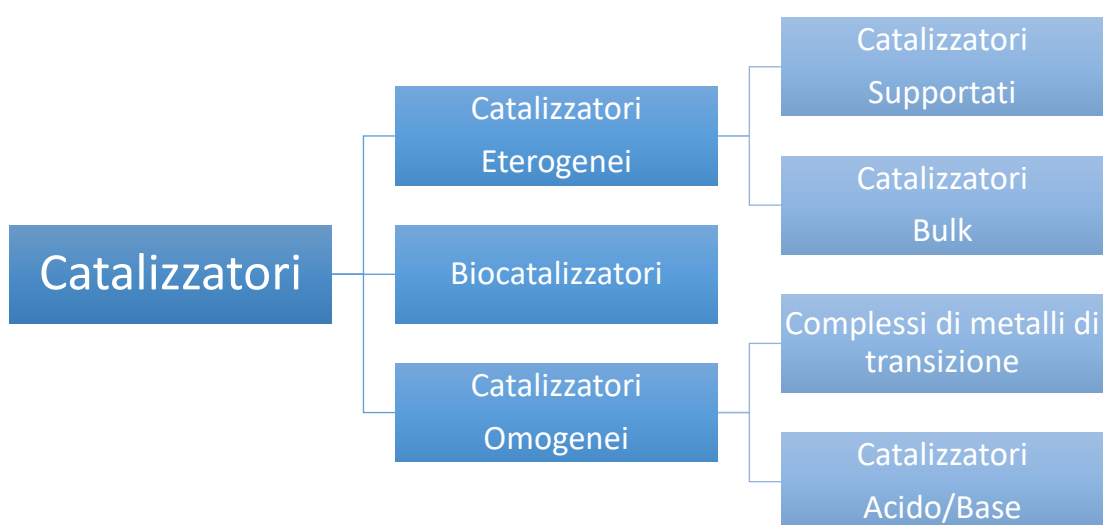 Catalizzatori
Catalizzatori
Eterogenei
Catalizzatori
Supportati
Catalizzatori
Bulk
Biocatalizzatori
Catalizzatori
Omogenei
Complessi di metalli di
transizione
Catalizzatori
Acido/Base